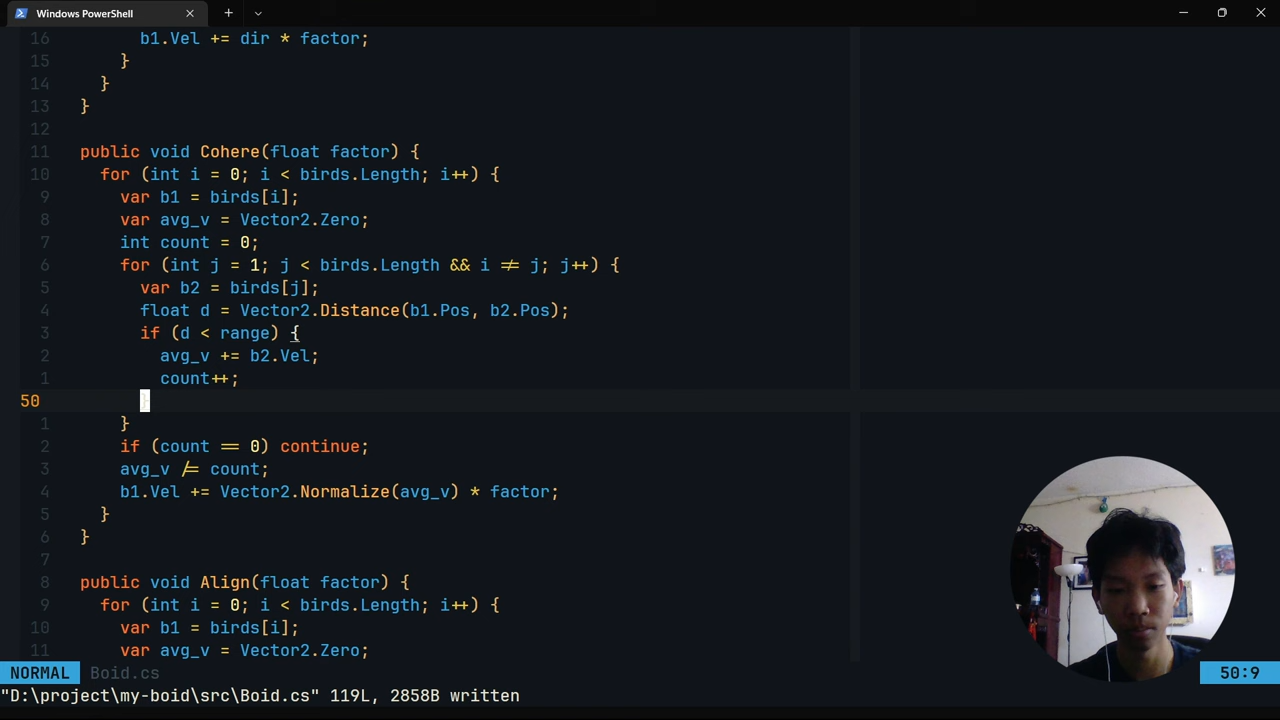 Windows PowerShell
16 b1.Vel += dir * factor;
15 }
14 }
13 }
12
11 public void Cohere(float factor) {
10 for (int i = 0; i < birds.Length; i++) {
9 var b1 = birds[i];
8 var avg_v = Vector2.Zero;
7 int count = 0;
6 for (int j = 1; j < birds.Length && i != j; j++) {
5 var b2 = birds[j];
4 float d = Vector2.Distance(b1.Pos, b2.Pos);
3 if (d < range) {
2 avg_v += b2.Vel;
1 count++;
50 }
1 }
2 if (count == 0) continue;
3 avg_v /= count;
4 b1.Vel += Vector2.Normalize(avg_v) * factor;
5 }
6 }
7
8 public void Align(float factor) {
9 for (int i = 0; i < birds.Length; i++) {
10 var b1 = birds[i];
11 var avg_v = Vector2.Zero;
NORMAL Boid.cs 50:9
"D:\project\my-boid\src\Boid.cs" 119L, 2858B written